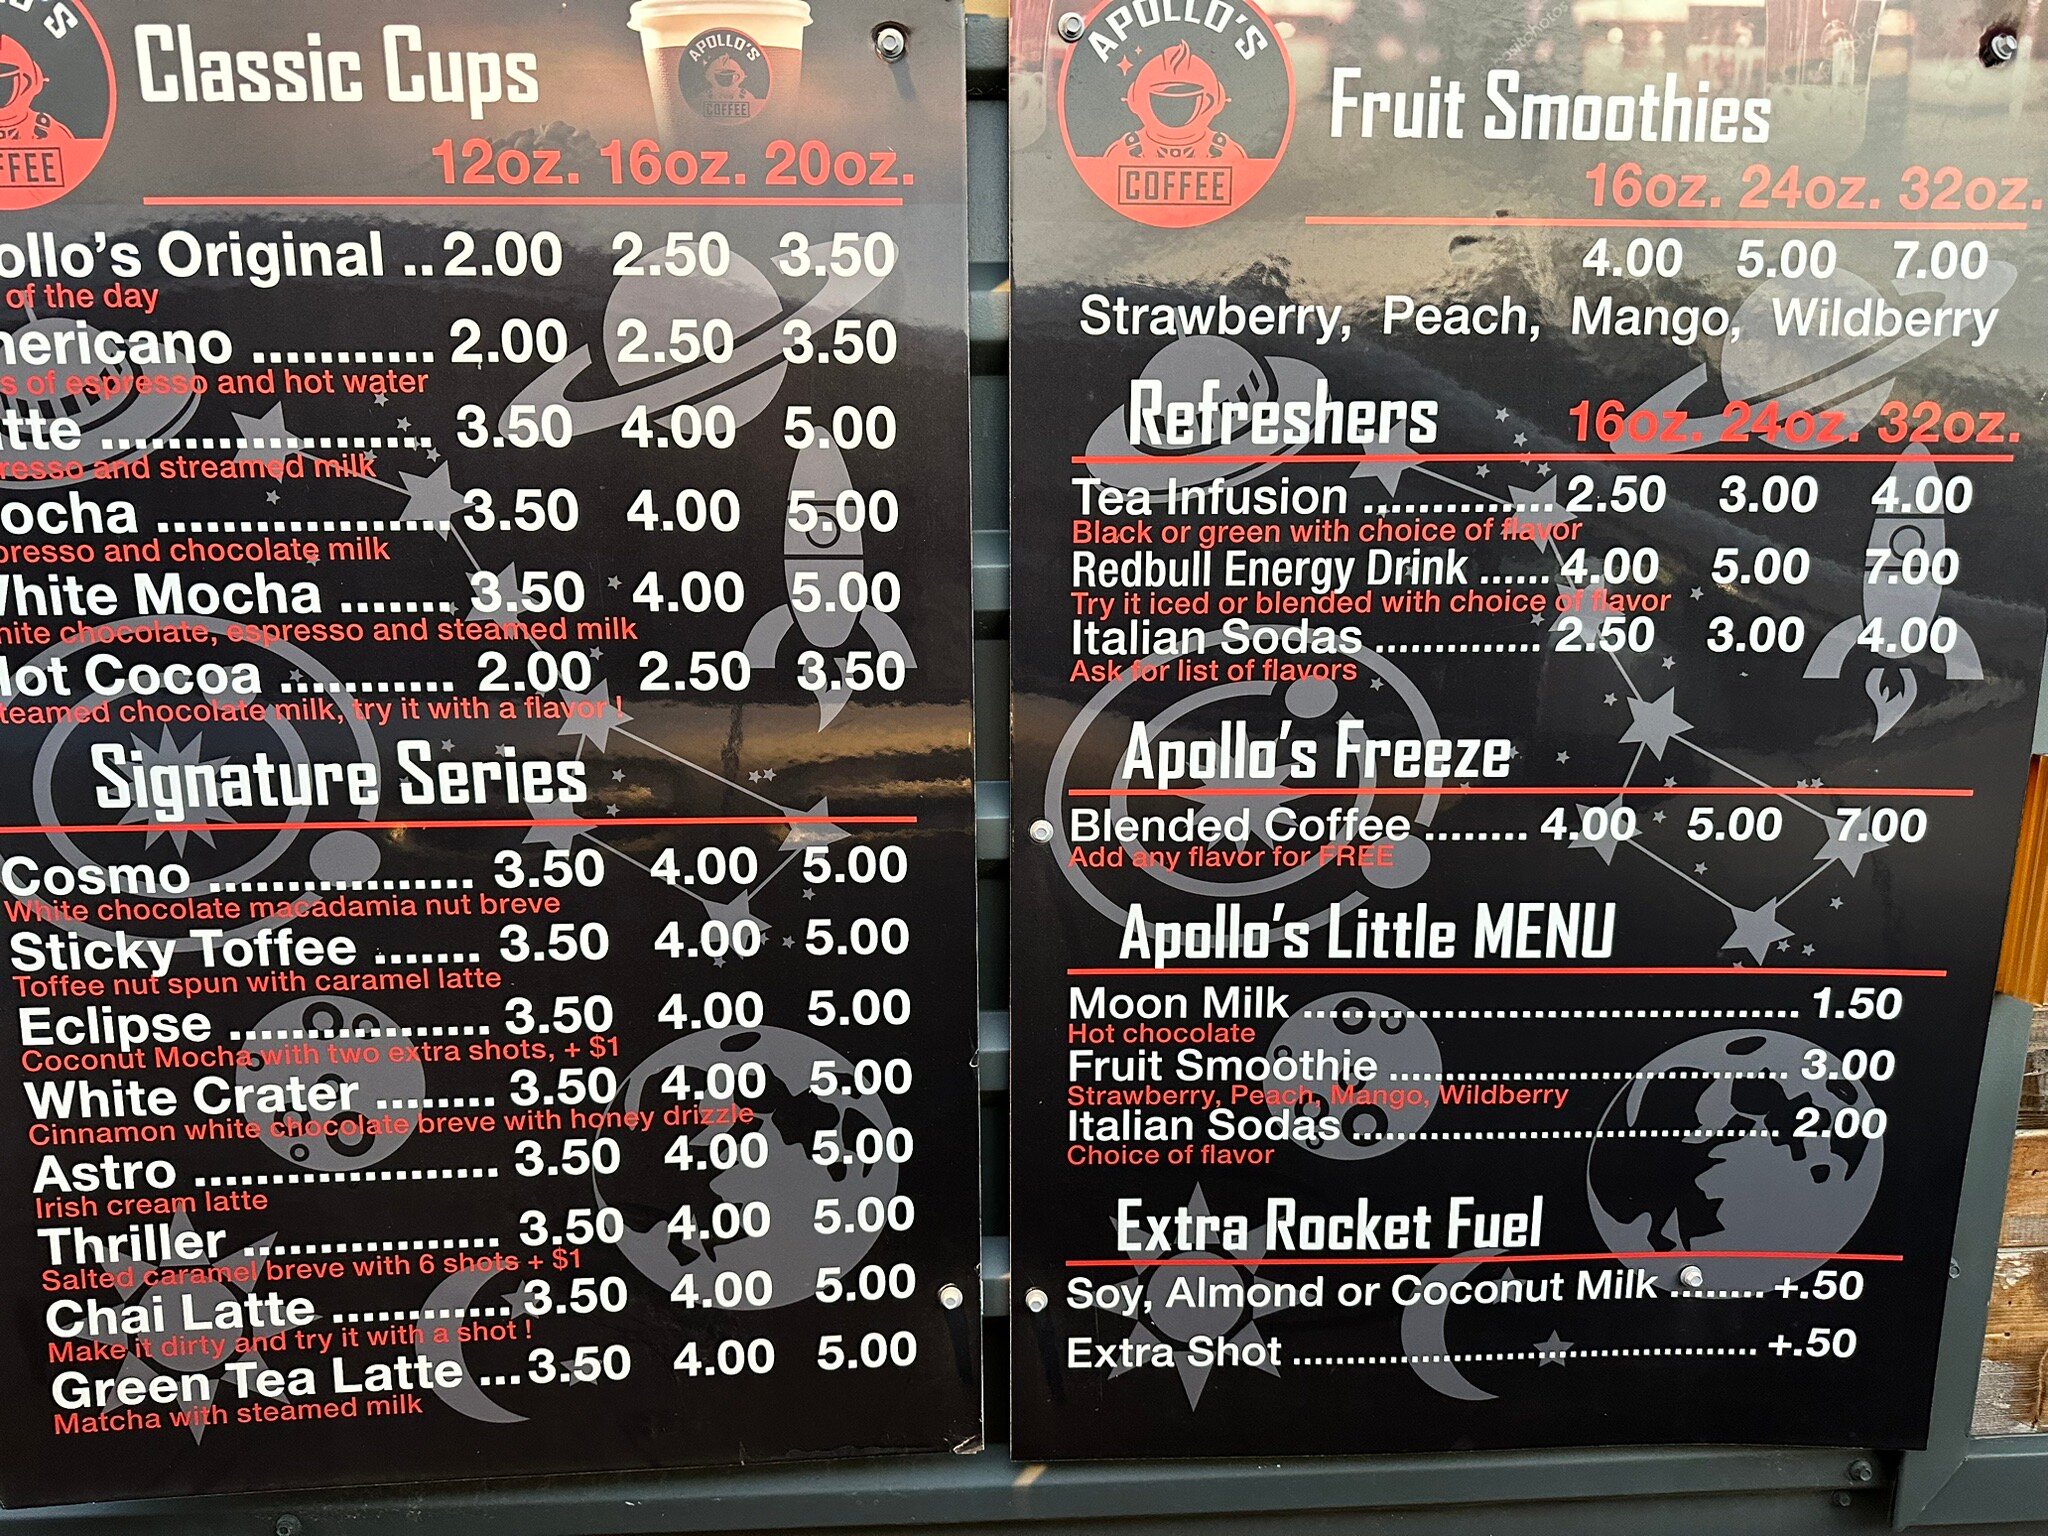 Classic Cups
APOLLO'S
COFFEE
12oz. 16oz. 20oz.
ollo's Original ..2.00 2.50 3.50
of the day
mericano ........... 2.00 2.50 3.50
s of espresso and hot water
tte .................... 3.50 4.00 5.00
resso and streamed milk
ocha ..................3.50 4.00 5.00
presso and chocolate milk
White Mocha ....... 3.50 4.00 5.00
hite chocolate, espresso and steamed milk
Hot Cocoa ........... 2.00 2.50 3.50
teamed chocolate milk, try it with a flavor !
Signature Series
Cosmo ................ 3.50 4.00 5.00
White chocolate macadamia nut breve
Sticky Toffee ....... 3.50 4.00 5.00
Toffee nut spun with caramel latte
Eclipse ................ 3.50 4.00 5.00
Coconut Mocha with two extra shots, + $1
White Crater ........ 3.50 4.00 5.00
Cinnamon white chocolate breve with honey drizzle
Astro ................... 3.50 4.00 5.00
Irish cream latte
Thriller ................. 3.50 4.00 5.00
Salted caramel breve with 6 shots + $1
Chai Latte ............ 3.50 4.00 5.00
Make it dirty and try it with a shot !
Green Tea Latte ...3.50 4.00 5.00
Matcha with steamed milk
APOLLO'S
COFFEE
Fruit Smoothies
16oz. 24oz. 32oz.
4.00 5.00 7.00
Strawberry, Peach, Mango, Wildberry
Refreshers 16oz. 24oz. 32oz.
Tea Infusion .............. 2.50 3.00 4.00
Black or green with choice of flavor
Redbull Energy Drink ...... 4.00 5.00 7.00
Try it iced or blended with choice of flavor
Italian Sodas .............. 2.50 3.00 4.00
Ask for list of flavors
Apollo's Freeze
Blended Coffee ........ 4.00 5.00 7.00
Add any flavor for FREE
Apollo's Little MENU
Moon Milk ........................................ 1.50
Hot chocolate
Fruit Smoothie ................................ 3.00
Strawberry, Peach, Mango, Wildberry
Italian Sodas .................................. 2.00
Choice of flavor
Extra Rocket Fuel
Soy, Almond or Coconut Milk ........ +.50
Extra Shot ....................................... +.50